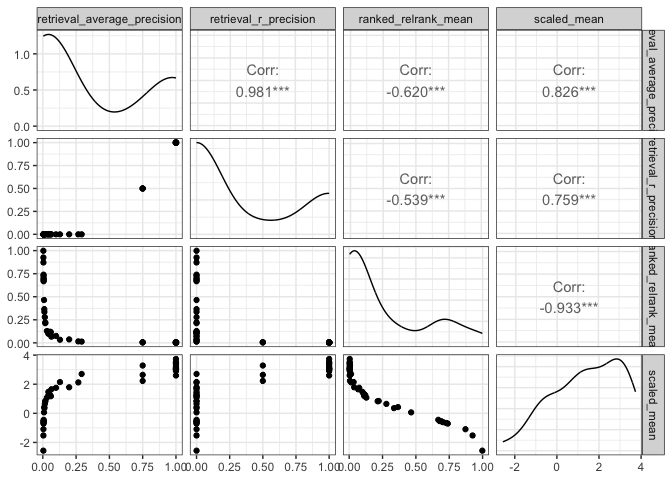 retrieval_average_precision retrieval_r_precision ranked_relrank_mean scaled_mean
1.0
0.5
0.0
Corr:
0.981***
Corr:
-0.620***
Corr:
0.826***
eval_average_preci
1.00
0.75
0.50
0.25
0.00
Corr:
-0.539***
Corr:
0.759***
retrieval_r_precision
1.00
0.75
0.50
0.25
0.00
Corr:
-0.933***
anked_relrank_mean
4
2
0
-2
scaled_mean
0.00 0.25 0.50 0.75 1.00 0.00 0.25 0.50 0.75 1.00 0.00 0.25 0.50 0.75 1.00 -2 0 2 4